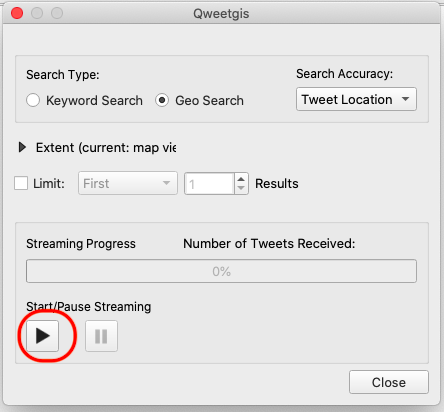 Qweetgis
Search Type:
Search Accuracy:
Keyword Search
Geo Search
Tweet Location
Extent (current: map vie
Limit:
First
1
Results
Streaming Progress
Number of Tweets Received:
0%
Start/Pause Streaming
Close